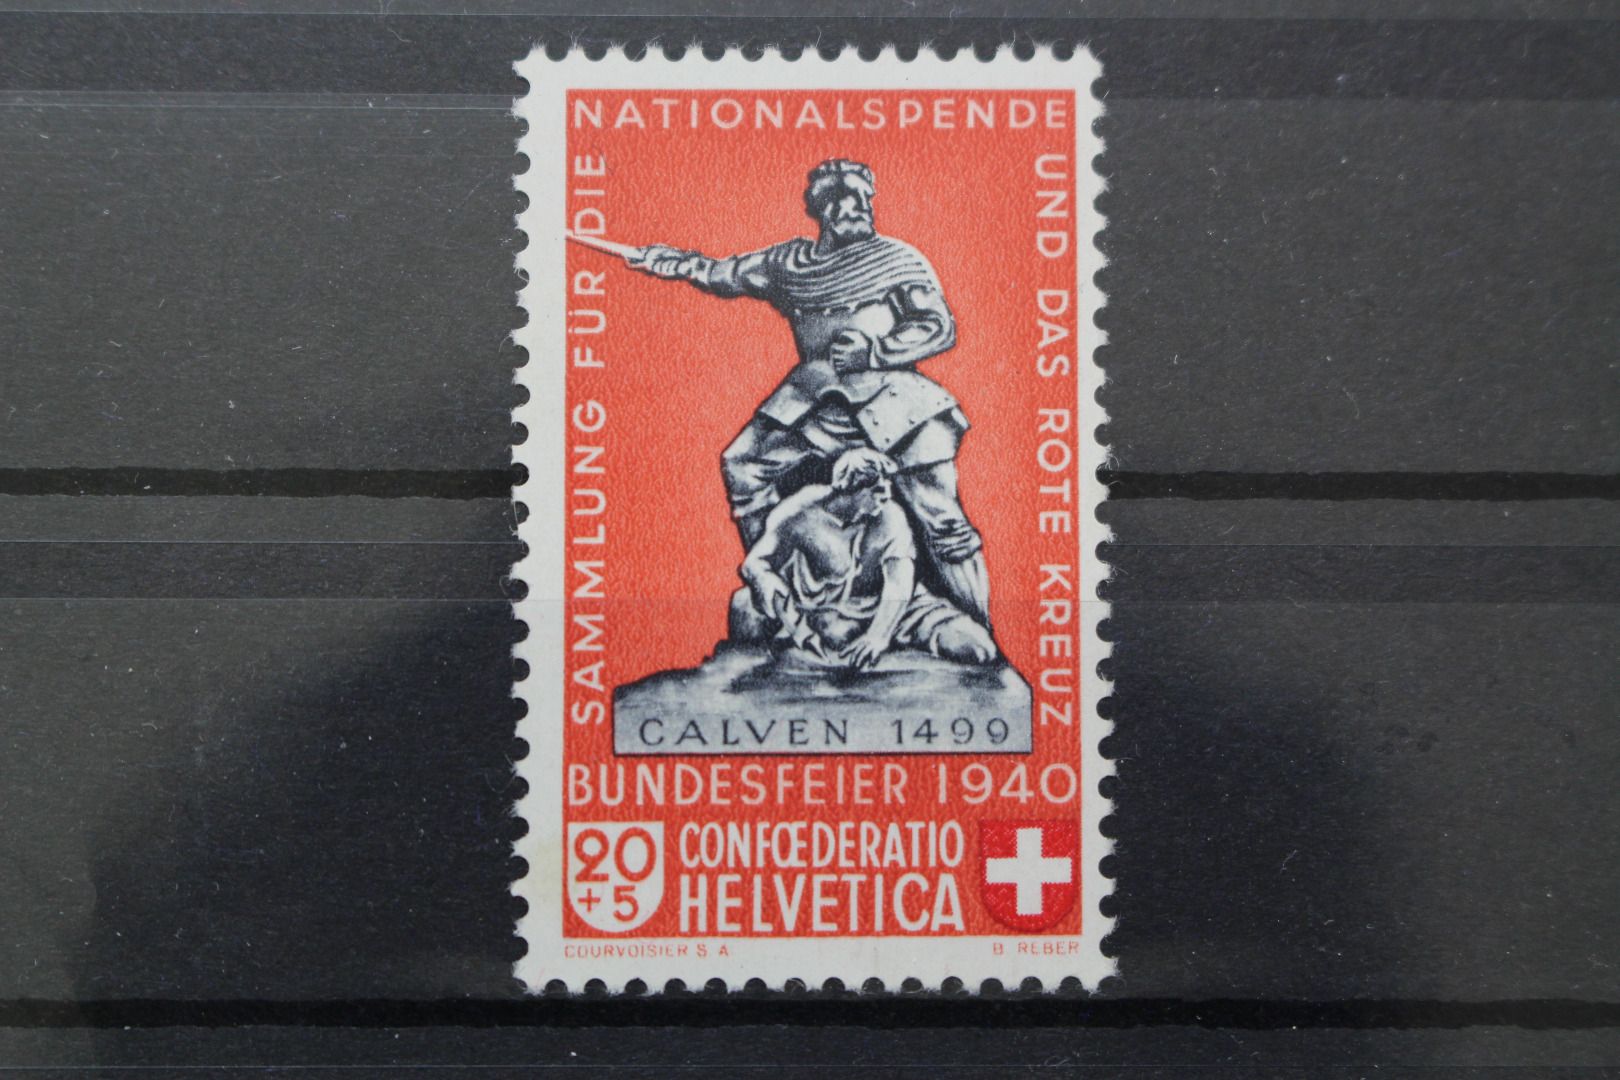 SAMMLUNG FÜR DIE
NATIONALSPENDE
UND DAS ROTE KREUZ
CALVEN 1499
BUNDESFEIER 1940
20
+5
CONFŒDERATIO
HELVETICA
COURVOISIER S A
B REBER